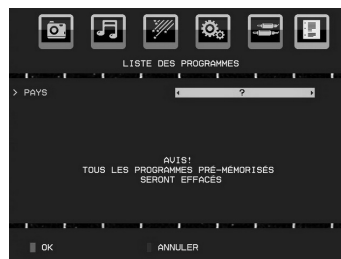 LISTE DES PROGRAMMES
> PAYS ?
AVIS!
TOUS LES PROGRAMMES PRÉ-MÉMORISÉS
SERONT EFFACÉS
OK ANNULER